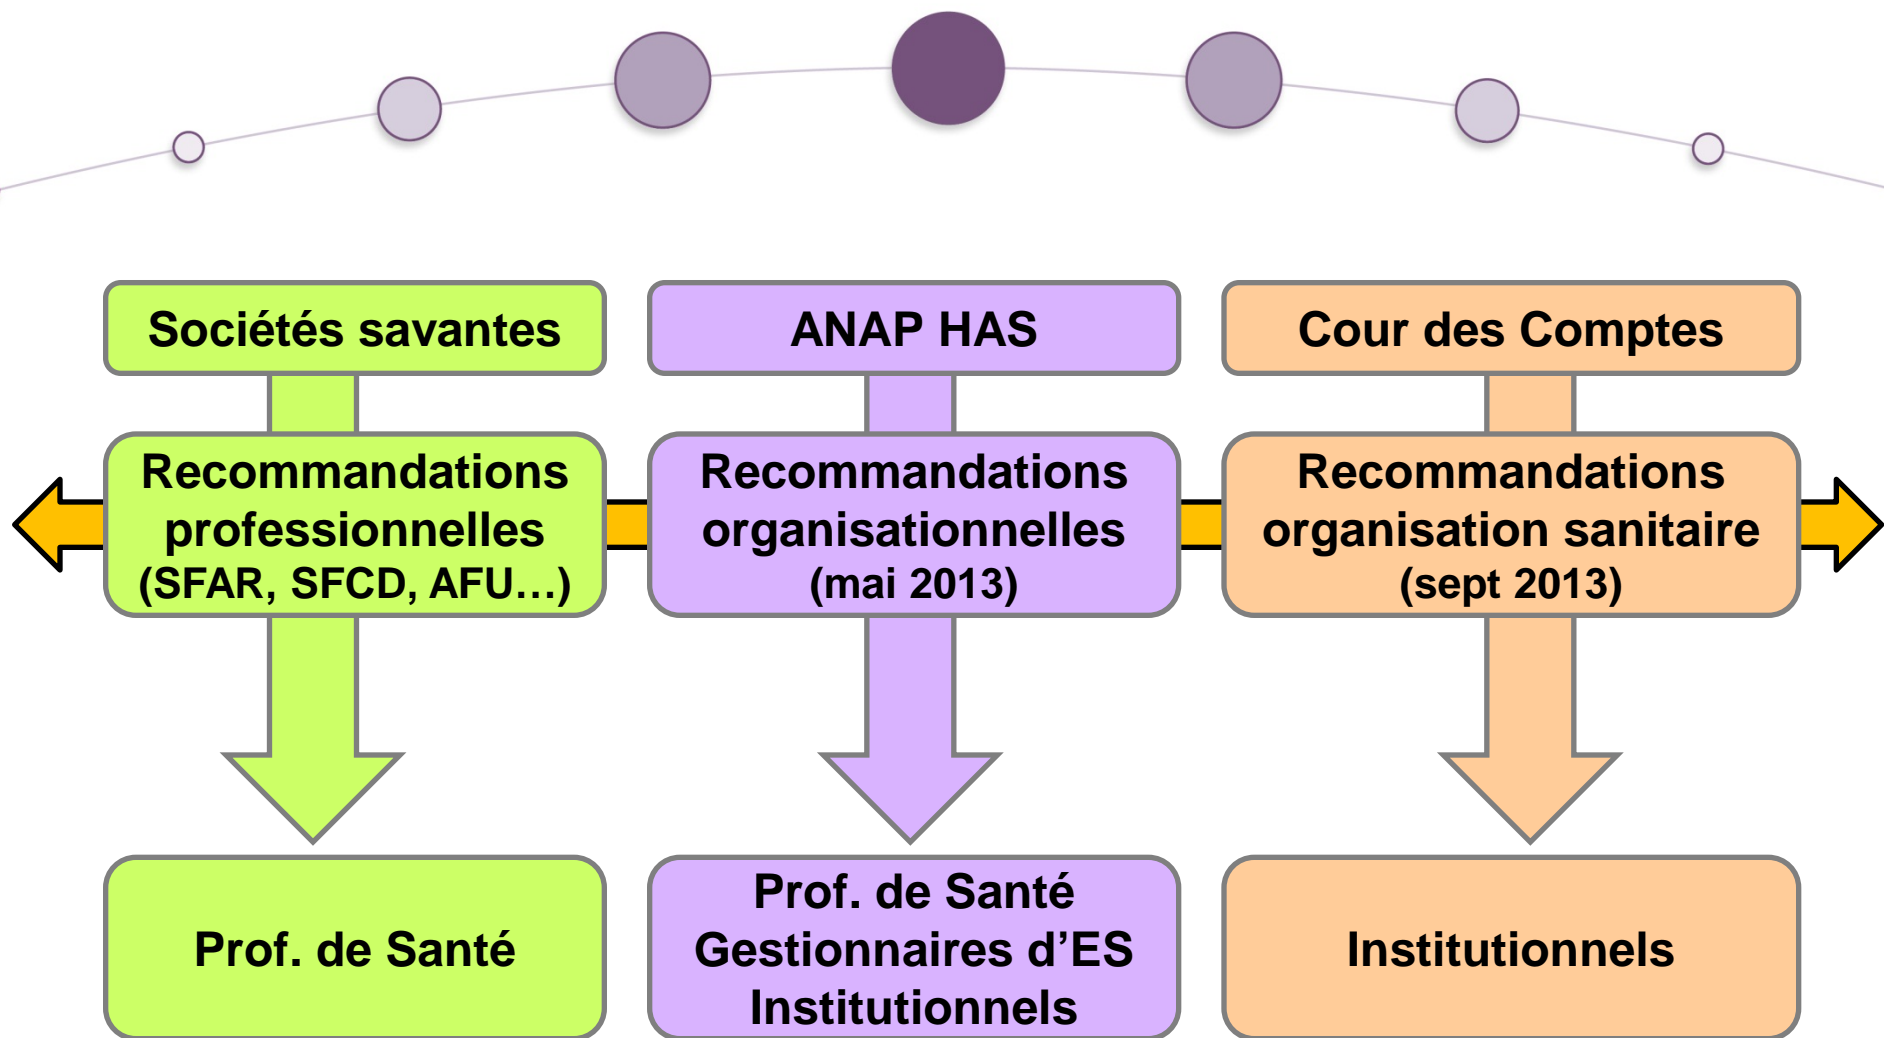 Sociétés savantes
ANAP HAS
Cour des Comptes
Recommandations
professionnelles
(SFAR, SFCD, AFU…)
Recommandations
organisationnelles
(mai 2013)
Recommandations
organisation sanitaire
(sept 2013)
Prof. de Santé
Prof. de Santé
Gestionnaires d’ES
Institutionnels
Institutionnels